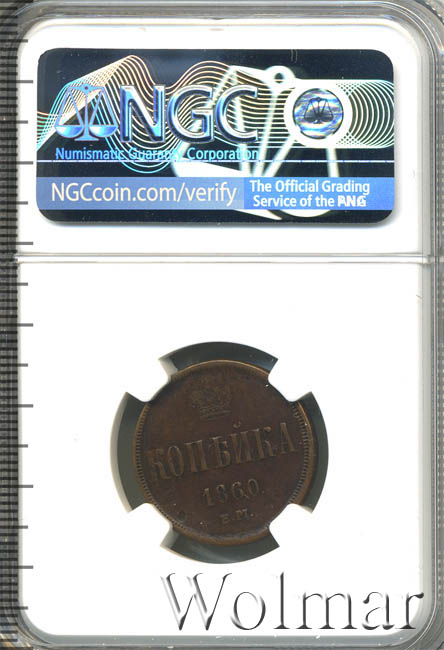 NGC
Numismatic Guaranty Corporation
NGCcoin.com/verify
The Official Grading
Service of the PNG
КОПѢЙКА
1860.
Е.М.
Wolmar